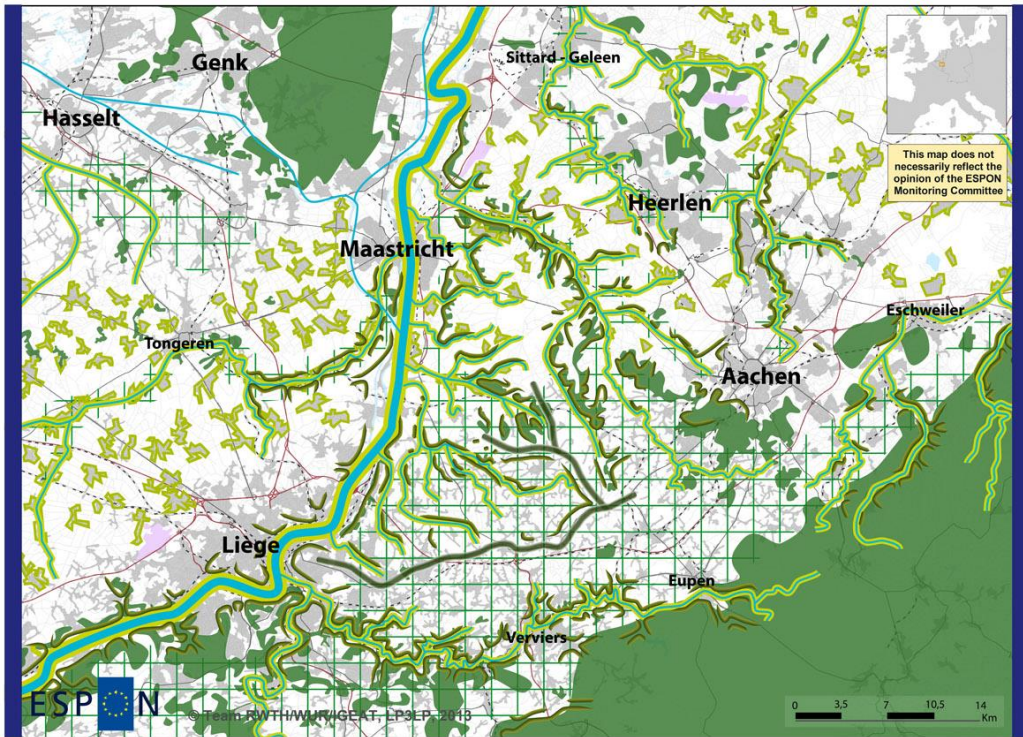 Genk
Sittard - Geleen
Hasselt
This map does not
necessarily reflect the
opinion of the ESPON
Monitoring Committee
Heerlen
Maastricht
Eschweiler
Tongeren
Aachen
Liege
Eupen
Verviers
ESPON
© Team RWTH/WUR/IGEAT, LP3LP, 2013
0 3,5 7 10,5 14
Km